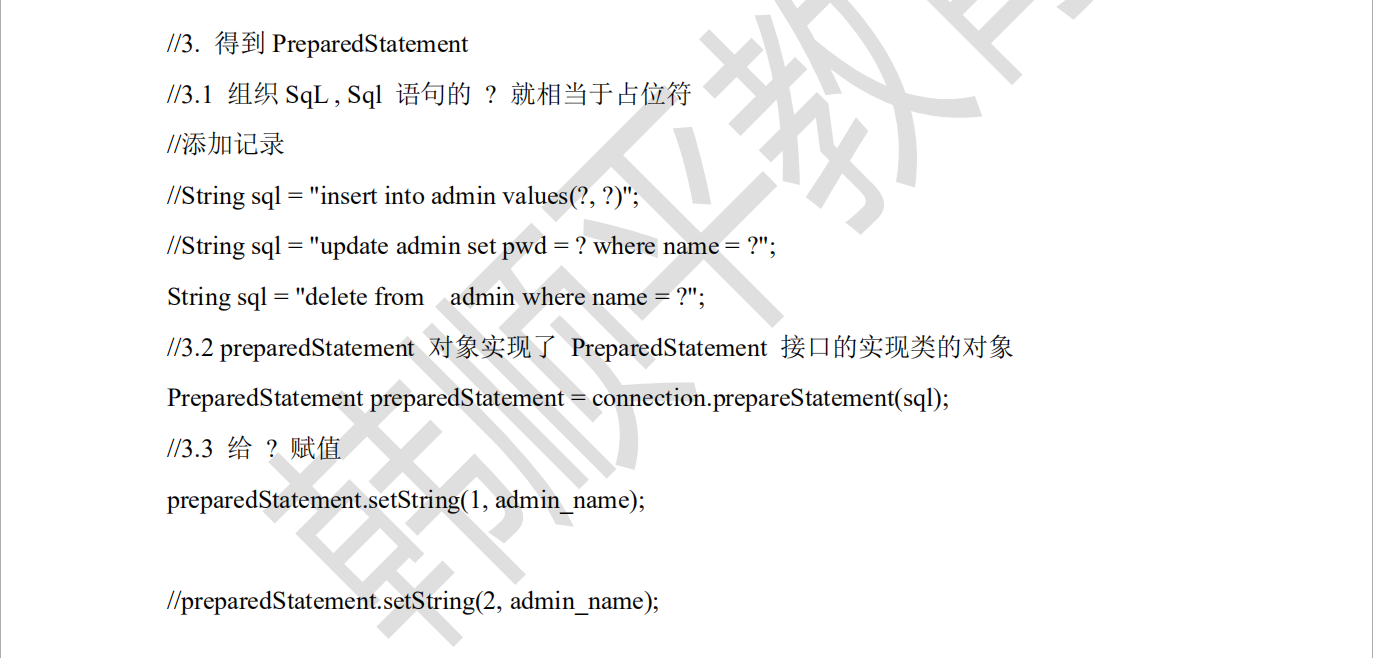 //3. 得到 PreparedStatement
//3.1 组织 SqL , Sql 语句的 ? 就相当于占位符
//添加记录
//String sql = "insert into admin values(?, ?)";
//String sql = "update admin set pwd = ? where name = ?";
String sql = "delete from admin where name = ?";
//3.2 preparedStatement 对象实现了 PreparedStatement 接口的实现类的对象
PreparedStatement preparedStatement = connection.prepareStatement(sql);
//3.3 给 ? 赋值
preparedStatement.setString(1, admin_name);
//preparedStatement.setString(2, admin_name);
韩顺平教育